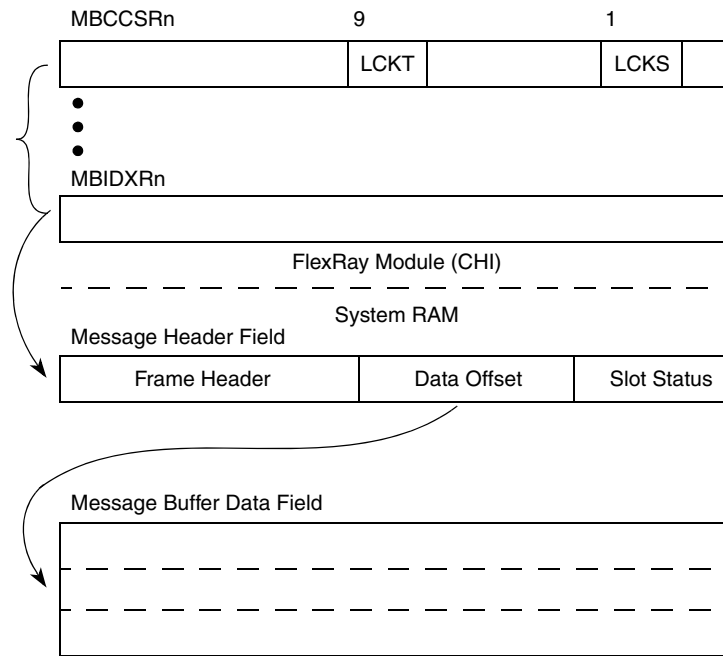 MBCCSRn 9 1
LCKT LCKS
MBIDXRn
FlexRay Module (CHI)
System RAM
Message Header Field
Frame Header Data Offset Slot Status
Message Buffer Data Field